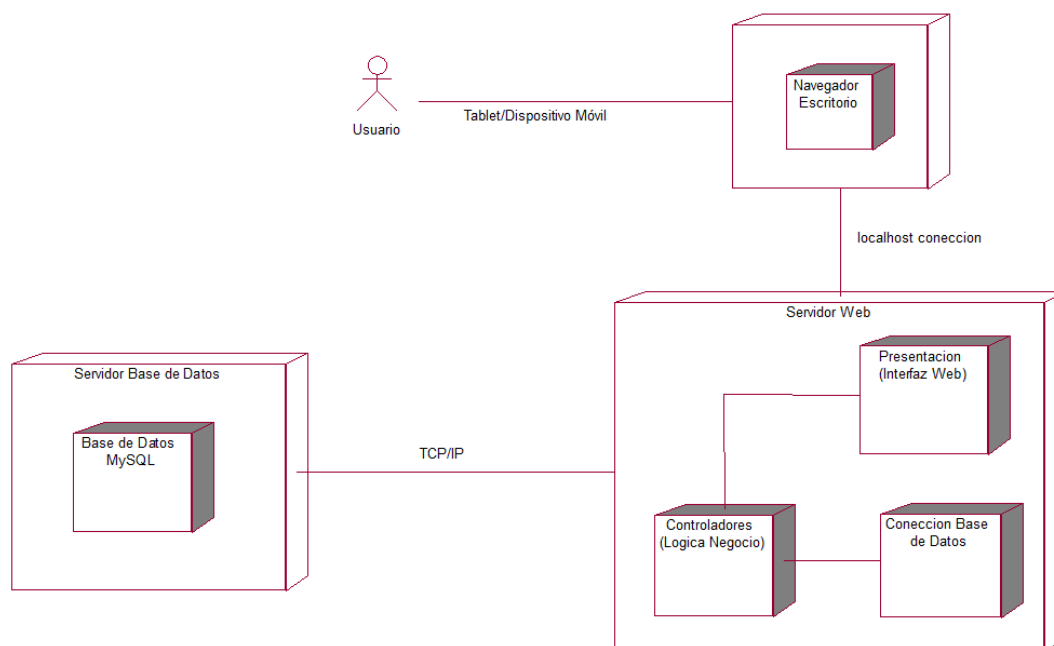 Navegador
Escritorio
Tablet/Dispositivo Móvil
Usuario
localhost coneccion
Servidor Web
Presentacion
(Interfaz Web)
Servidor Base de Datos
Base de Datos
MySQL
TCP/IP
Controladores
(Logica Negocio)
Coneccion Base
de Datos